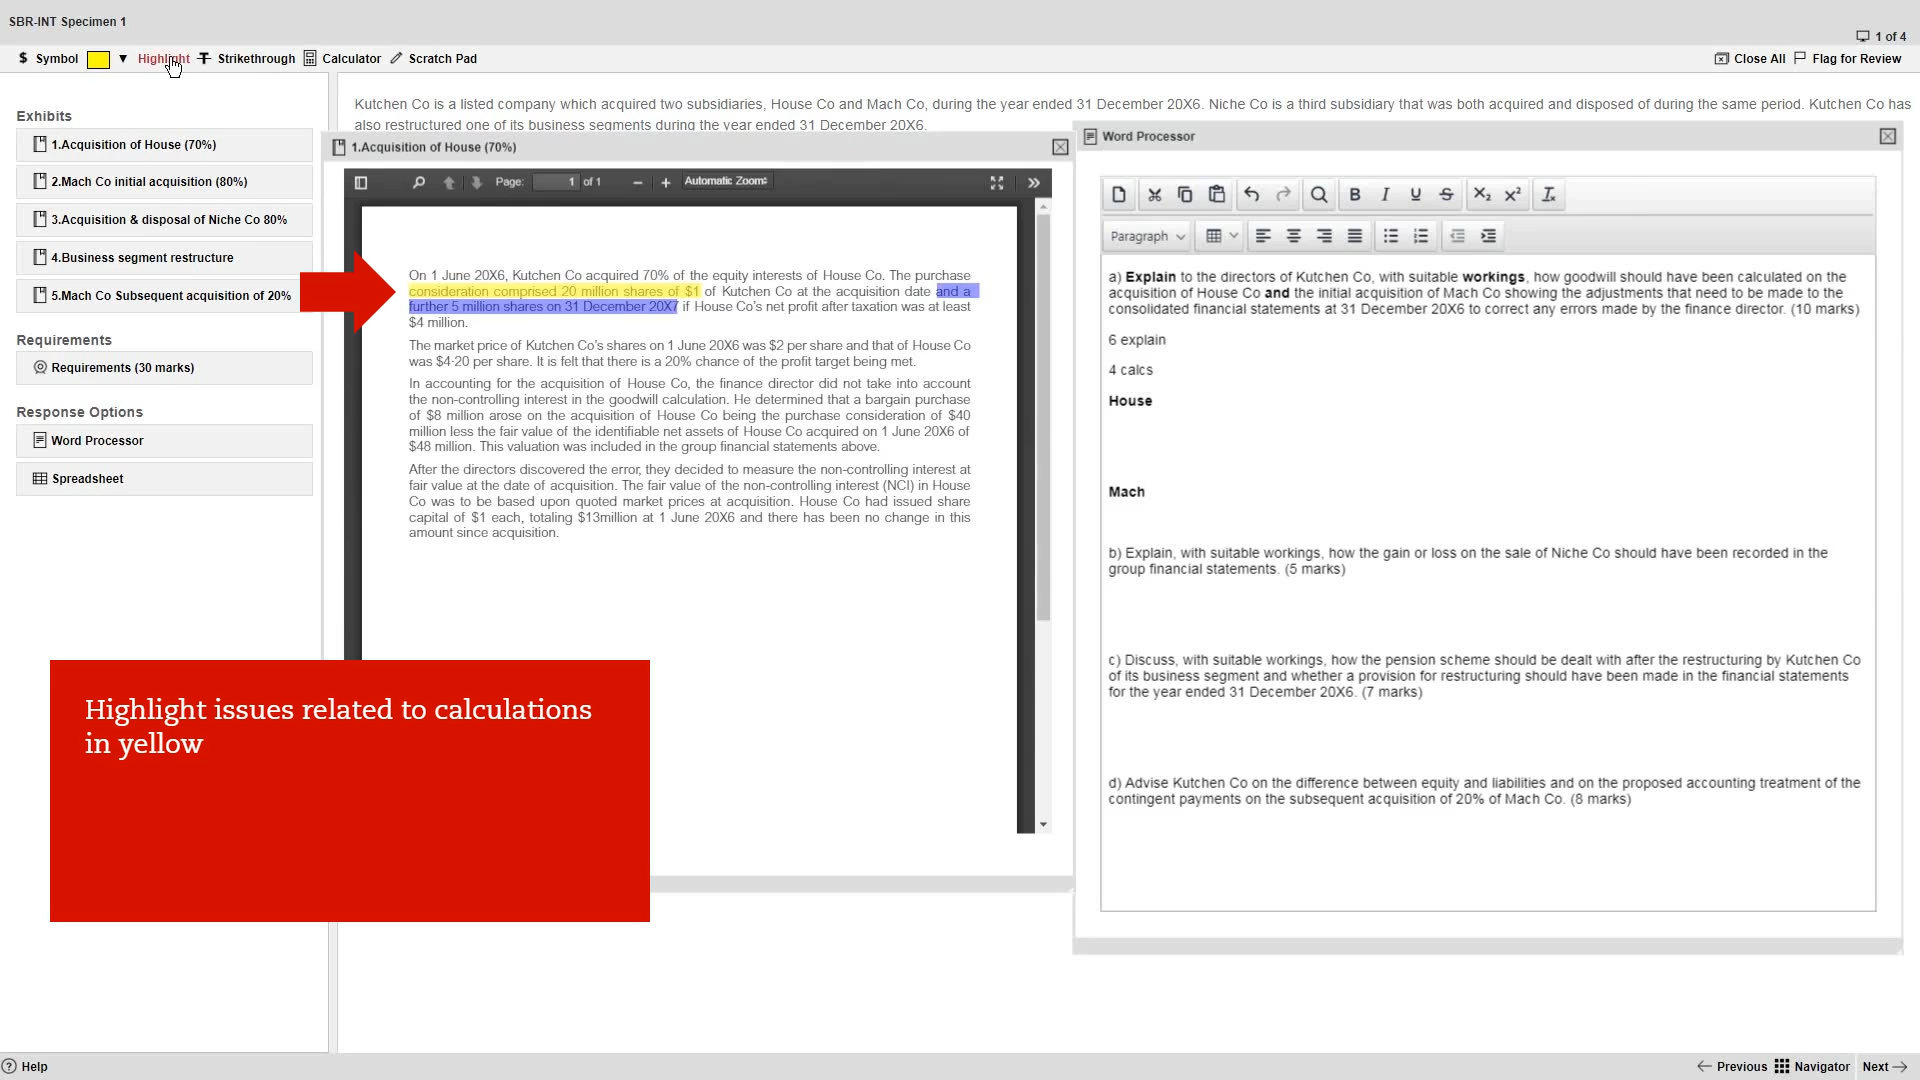 SBR-INT Specimen 1
1 of 4
$ Symbol Highlight Strikethrough Calculator Scratch Pad
Close All Flag for Review
Exhibits
1.Acquisition of House (70%)
2.Mach Co initial acquisition (80%)
3.Acquisition & disposal of Niche Co 80%
4.Business segment restructure
5.Mach Co Subsequent acquisition of 20%
Requirements
Requirements (30 marks)
Response Options
Word Processor
Spreadsheet
Kutchen Co is a listed company which acquired two subsidiaries, House Co and Mach Co, during the year ended 31 December 20X6. Niche Co is a third subsidiary that was both acquired and disposed of during the same period. Kutchen Co has
also restructured one of its business segments during the year ended 31 December 20X6.
1.Acquisition of House (70%)
Page: 1 of 1 Automatic Zoom
On 1 June 20X6, Kutchen Co acquired 70% of the equity interests of House Co. The purchase
consideration comprised 20 million shares of $1 of Kutchen Co at the acquisition date and a
further 5 million shares on 31 December 20X7 if House Co's net profit after taxation was at least
$4 million.
The market price of Kutchen Co's shares on 1 June 20X6 was $2 per share and that of House Co
was $4·20 per share. It is felt that there is a 20% chance of the profit target being met.
In accounting for the acquisition of House Co, the finance director did not take into account
the non-controlling interest in the goodwill calculation. He determined that a bargain purchase
of $8 million arose on the acquisition of House Co being the purchase consideration of $40
million less the fair value of the identifiable net assets of House Co acquired on 1 June 20X6 of
$48 million. This valuation was included in the group financial statements above.
After the directors discovered the error, they decided to measure the non-controlling interest at
fair value at the date of acquisition. The fair value of the non-controlling interest (NCI) in House
Co was to be based upon quoted market prices at acquisition. House Co had issued share
capital of $1 each, totaling $13million at 1 June 20X6 and there has been no change in this
amount since acquisition.
Highlight issues related to calculations
in yellow
Word Processor
B I U S X₂ X² Ix
Paragraph
a) Explain to the directors of Kutchen Co, with suitable workings, how goodwill should have been calculated on the
acquisition of House Co and the initial acquisition of Mach Co showing the adjustments that need to be made to the
consolidated financial statements at 31 December 20X6 to correct any errors made by the finance director. (10 marks)
6 explain
4 calcs
House
Mach
b) Explain, with suitable workings, how the gain or loss on the sale of Niche Co should have been recorded in the
group financial statements. (5 marks)
c) Discuss, with suitable workings, how the pension scheme should be dealt with after the restructuring by Kutchen Co
of its business segment and whether a provision for restructuring should have been made in the financial statements
for the year ended 31 December 20X6. (7 marks)
d) Advise Kutchen Co on the difference between equity and liabilities and on the proposed accounting treatment of the
contingent payments on the subsequent acquisition of 20% of Mach Co. (8 marks)
Help
Previous Navigator Next